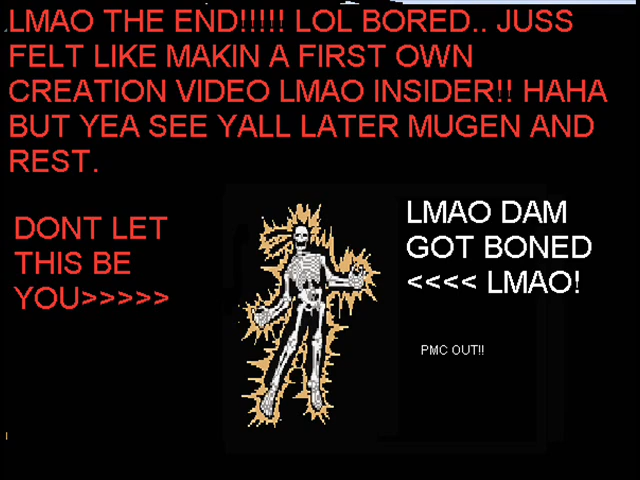 LMAO THE END!!!!! LOL BORED.. JUSS
FELT LIKE MAKIN A FIRST OWN
CREATION VIDEO LMAO INSIDER!! HAHA
BUT YEA SEE YALL LATER MUGEN AND
REST.
DONT LET
THIS BE
YOU>>>>>
LMAO DAM
GOT BONED
<<<< LMAO!
PMC OUT!!